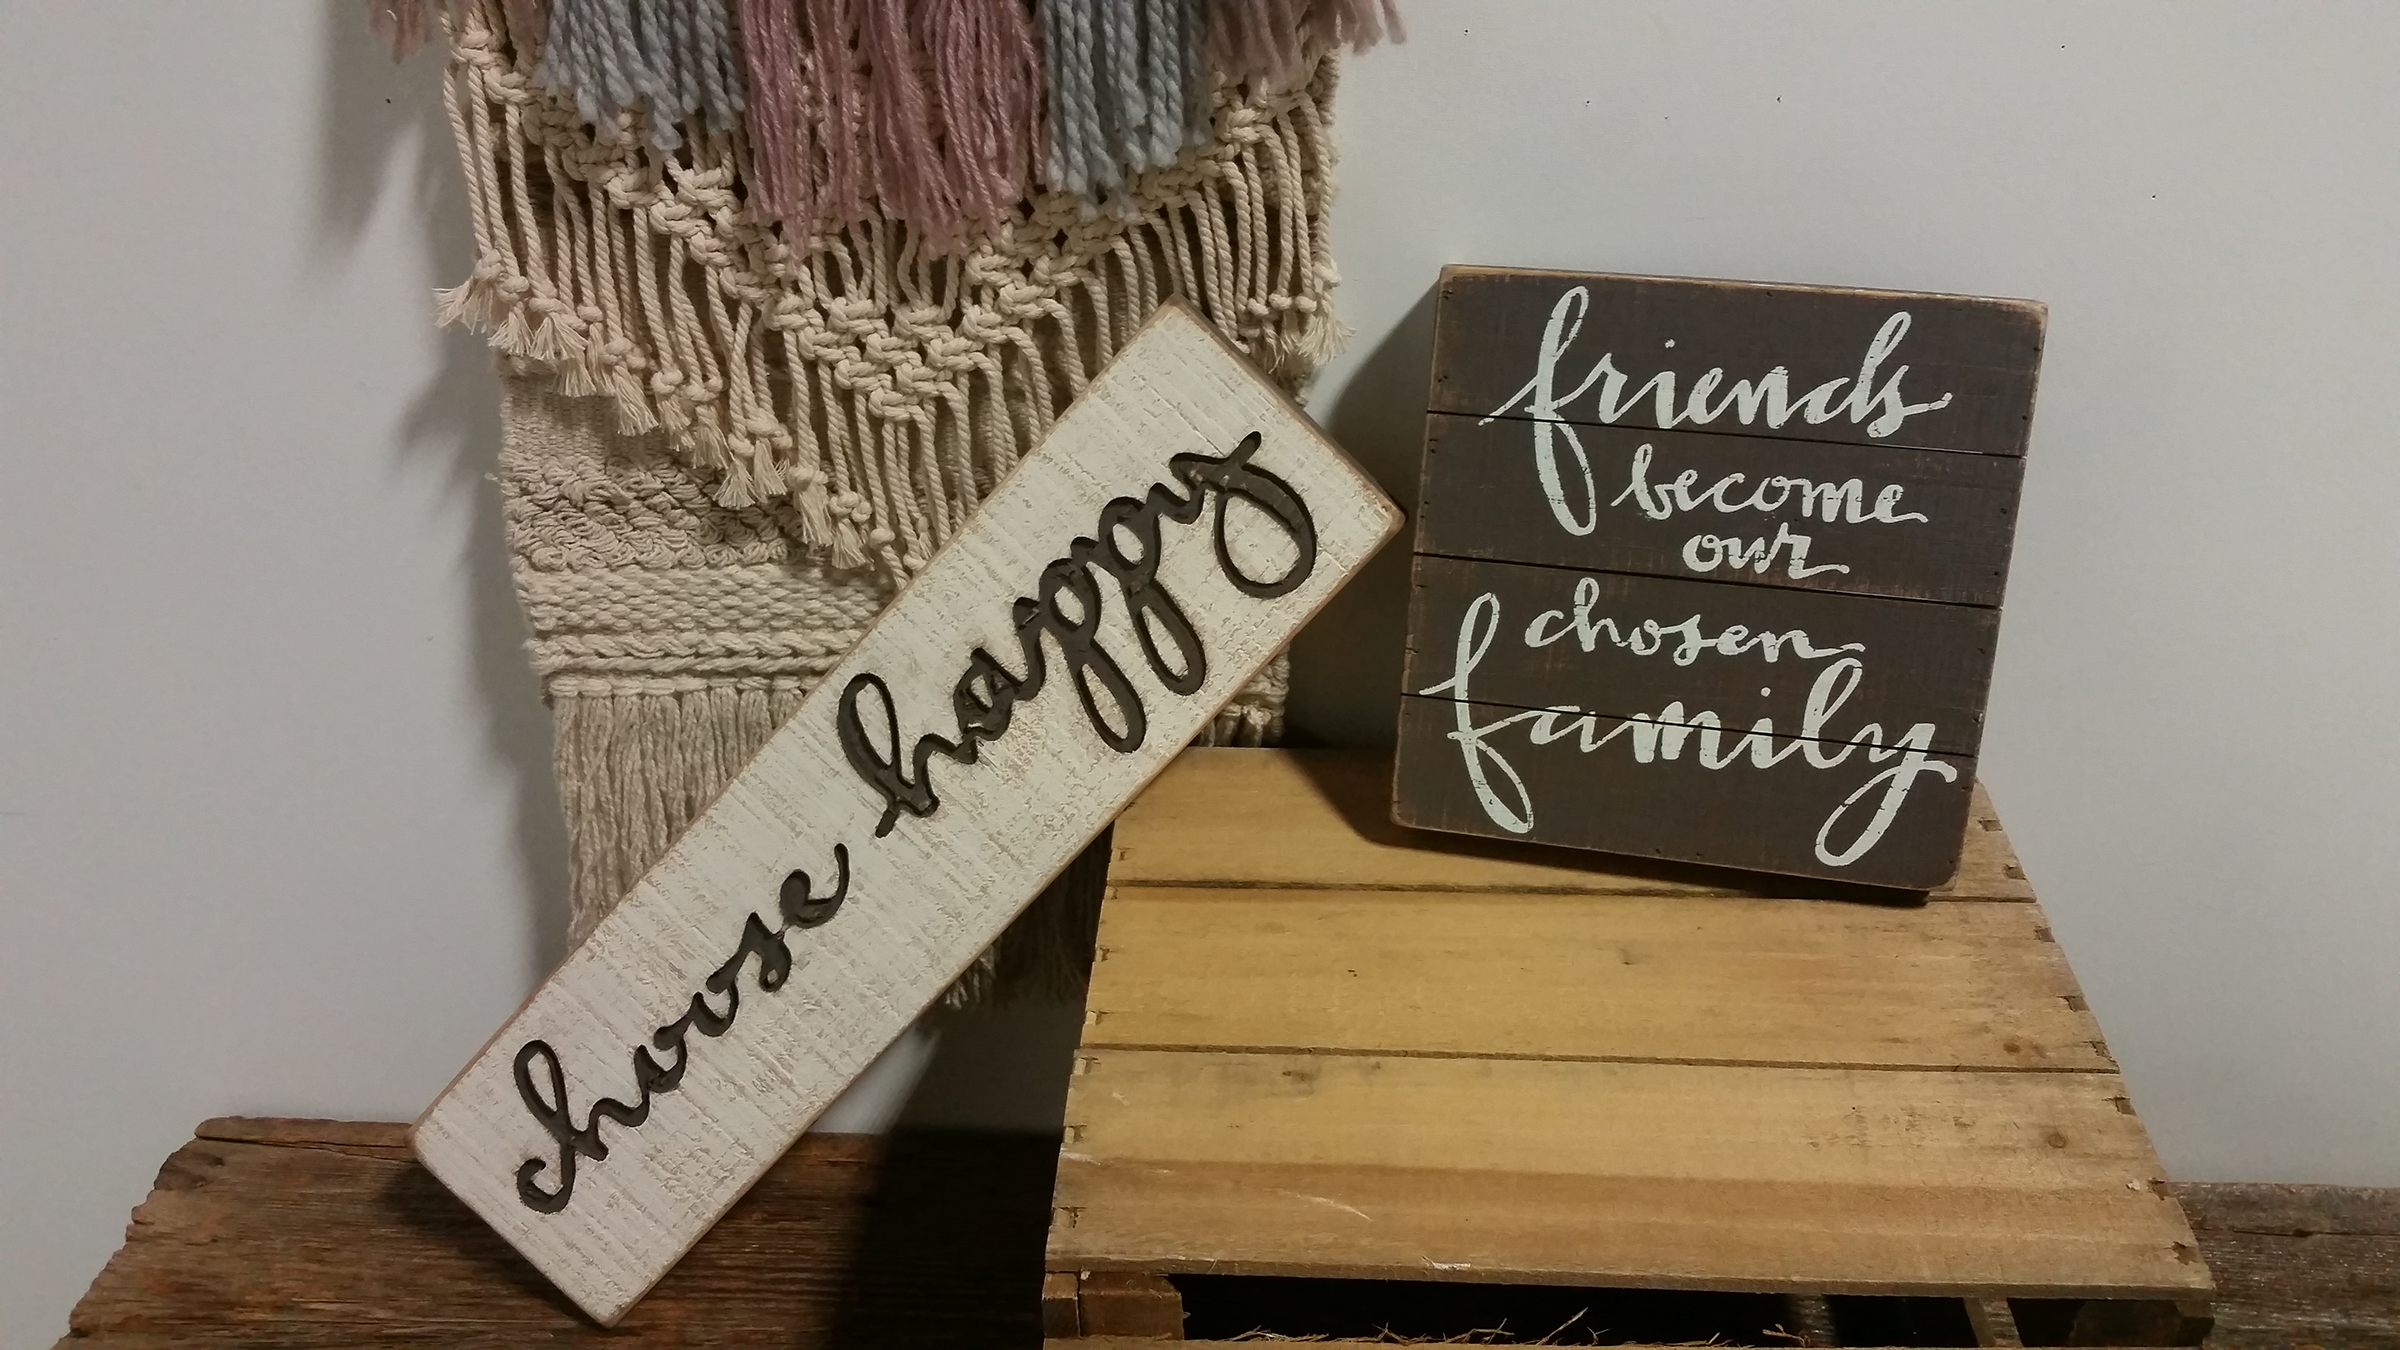 choose happy
friends
become
our
chosen
family